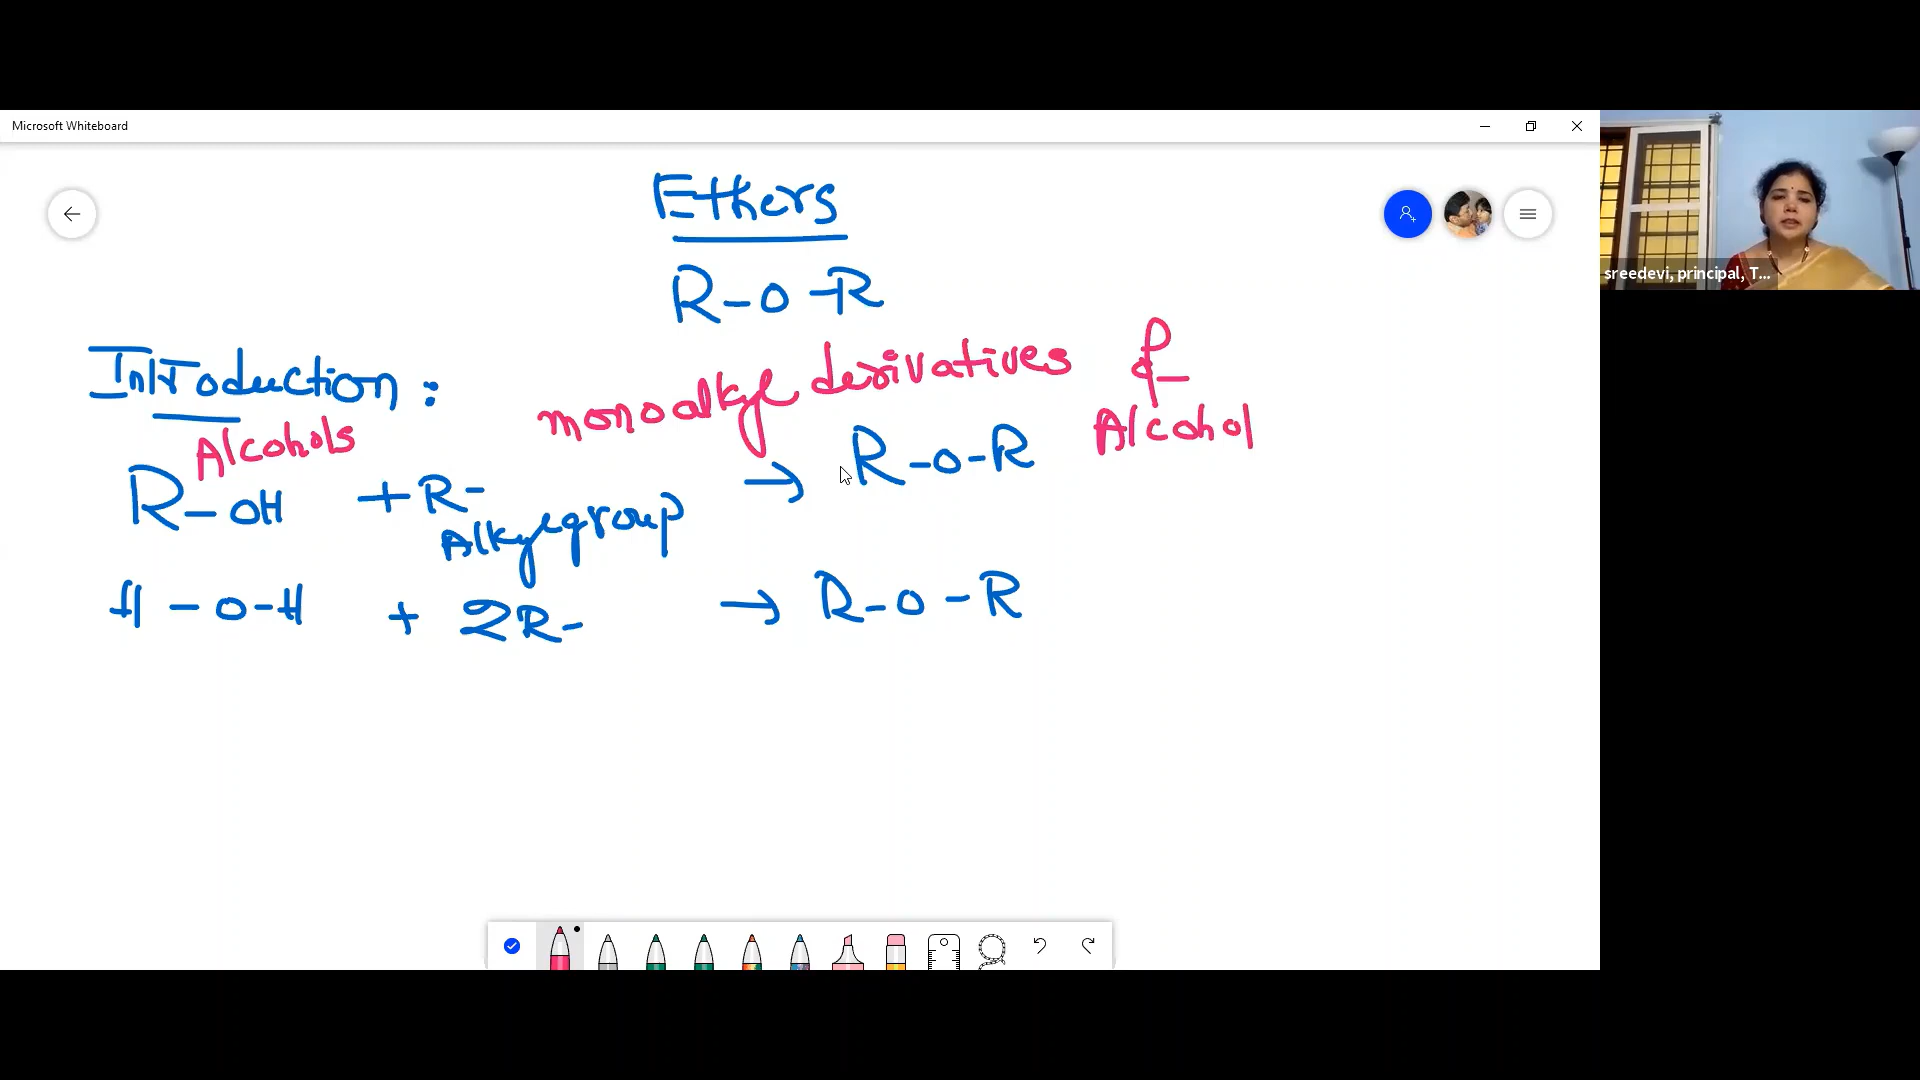 Microsoft Whiteboard
Ethers
R-O-R
Introduction:
monoalkyl derivatives of
Alcohol
Alcohols
R-OH + R- → R-O-R
Alkyl group
H-O-H + 2R- → R-O-R
sreedevi, principal, T...